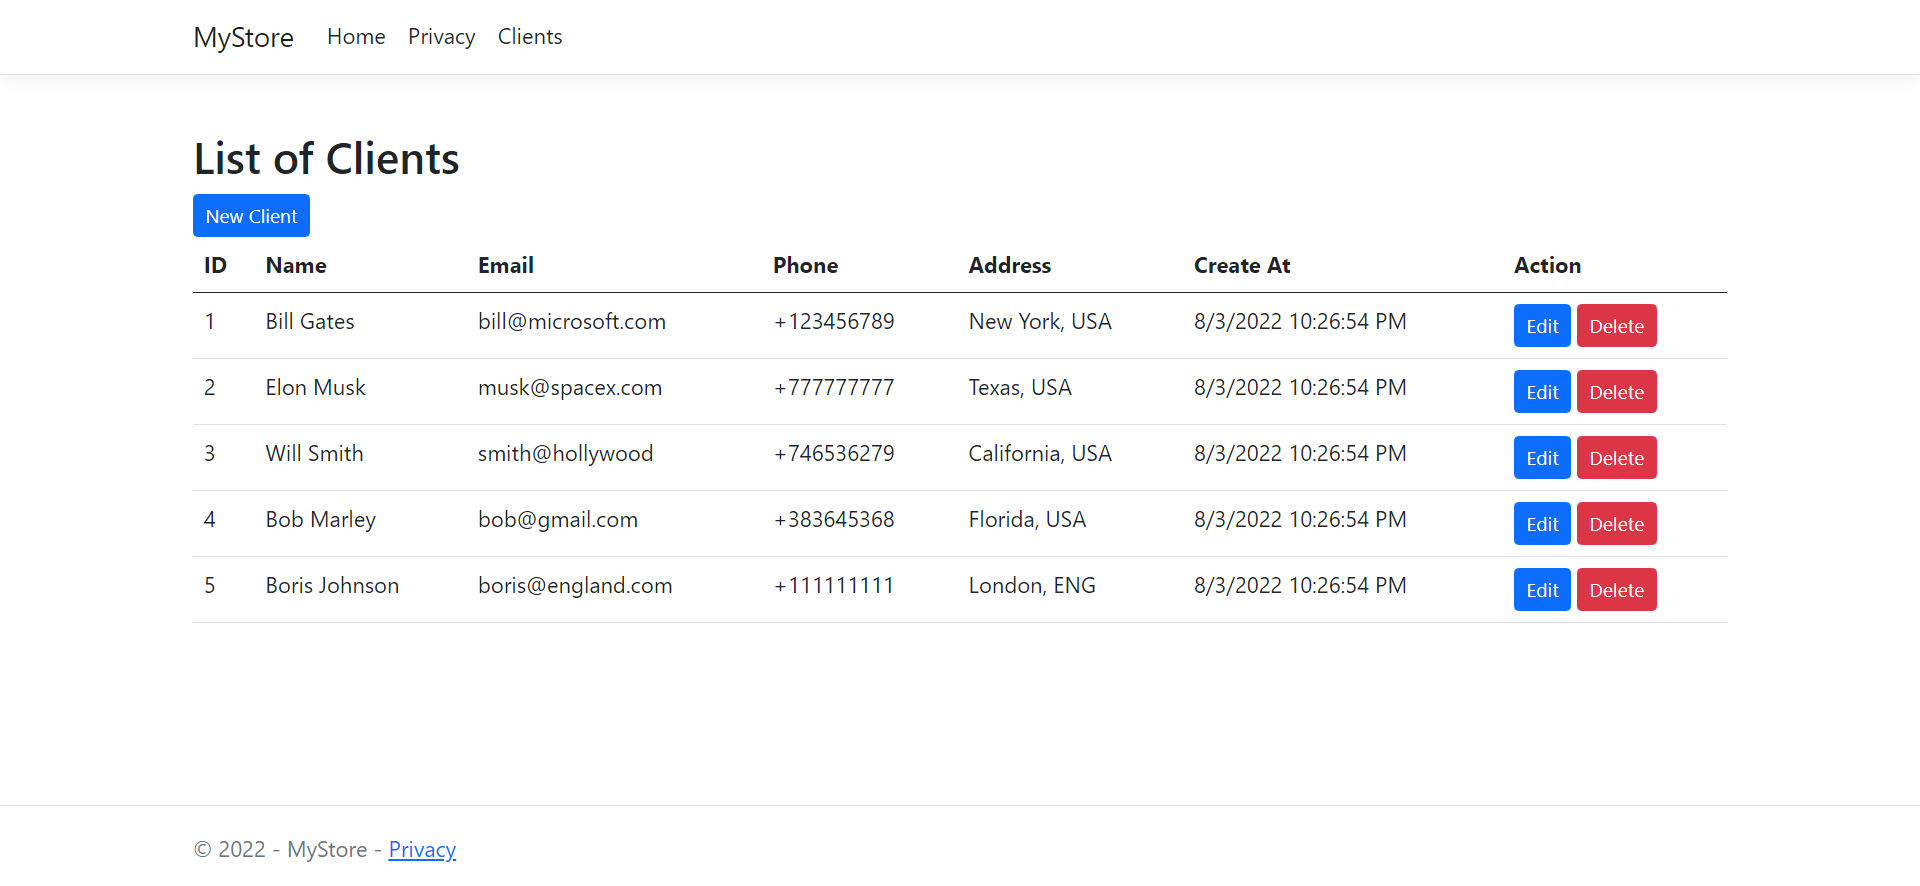 MyStore Home Privacy Clients
List of Clients
New Client
ID Name Email Phone Address Create At Action
1 Bill Gates bill@microsoft.com +123456789 New York, USA 8/3/2022 10:26:54 PM Edit Delete
2 Elon Musk musk@spacex.com +777777777 Texas, USA 8/3/2022 10:26:54 PM Edit Delete
3 Will Smith smith@hollywood +746536279 California, USA 8/3/2022 10:26:54 PM Edit Delete
4 Bob Marley bob@gmail.com +383645368 Florida, USA 8/3/2022 10:26:54 PM Edit Delete
5 Boris Johnson boris@england.com +111111111 London, ENG 8/3/2022 10:26:54 PM Edit Delete
© 2022 - MyStore - Privacy